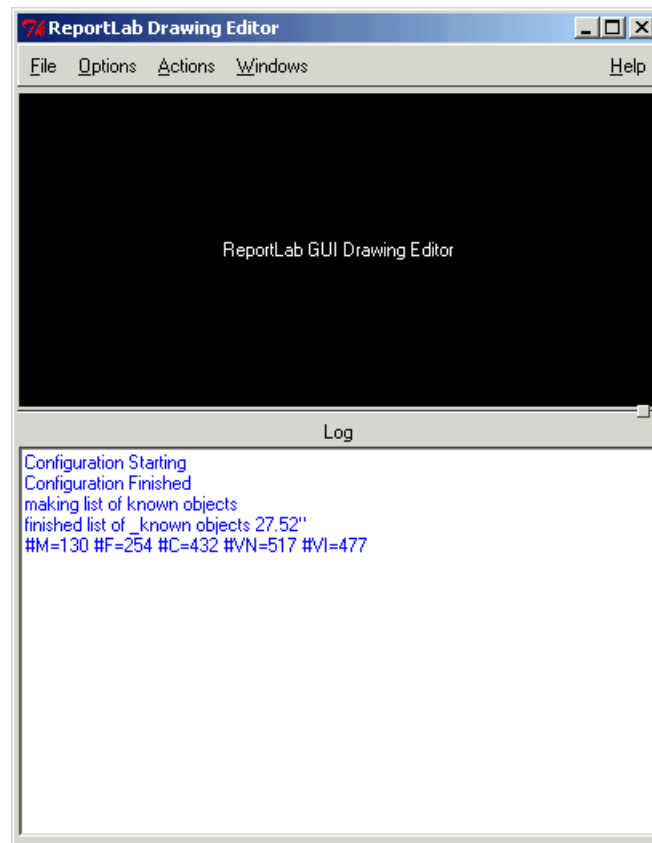 ReportLab Drawing Editor
File Options Actions Windows Help
ReportLab GUI Drawing Editor
Log
Configuration Starting
Configuration Finished
making list of known objects
finished list of _known objects 27.52"
#M=130 #F=254 #C=432 #VN=517 #VI=477